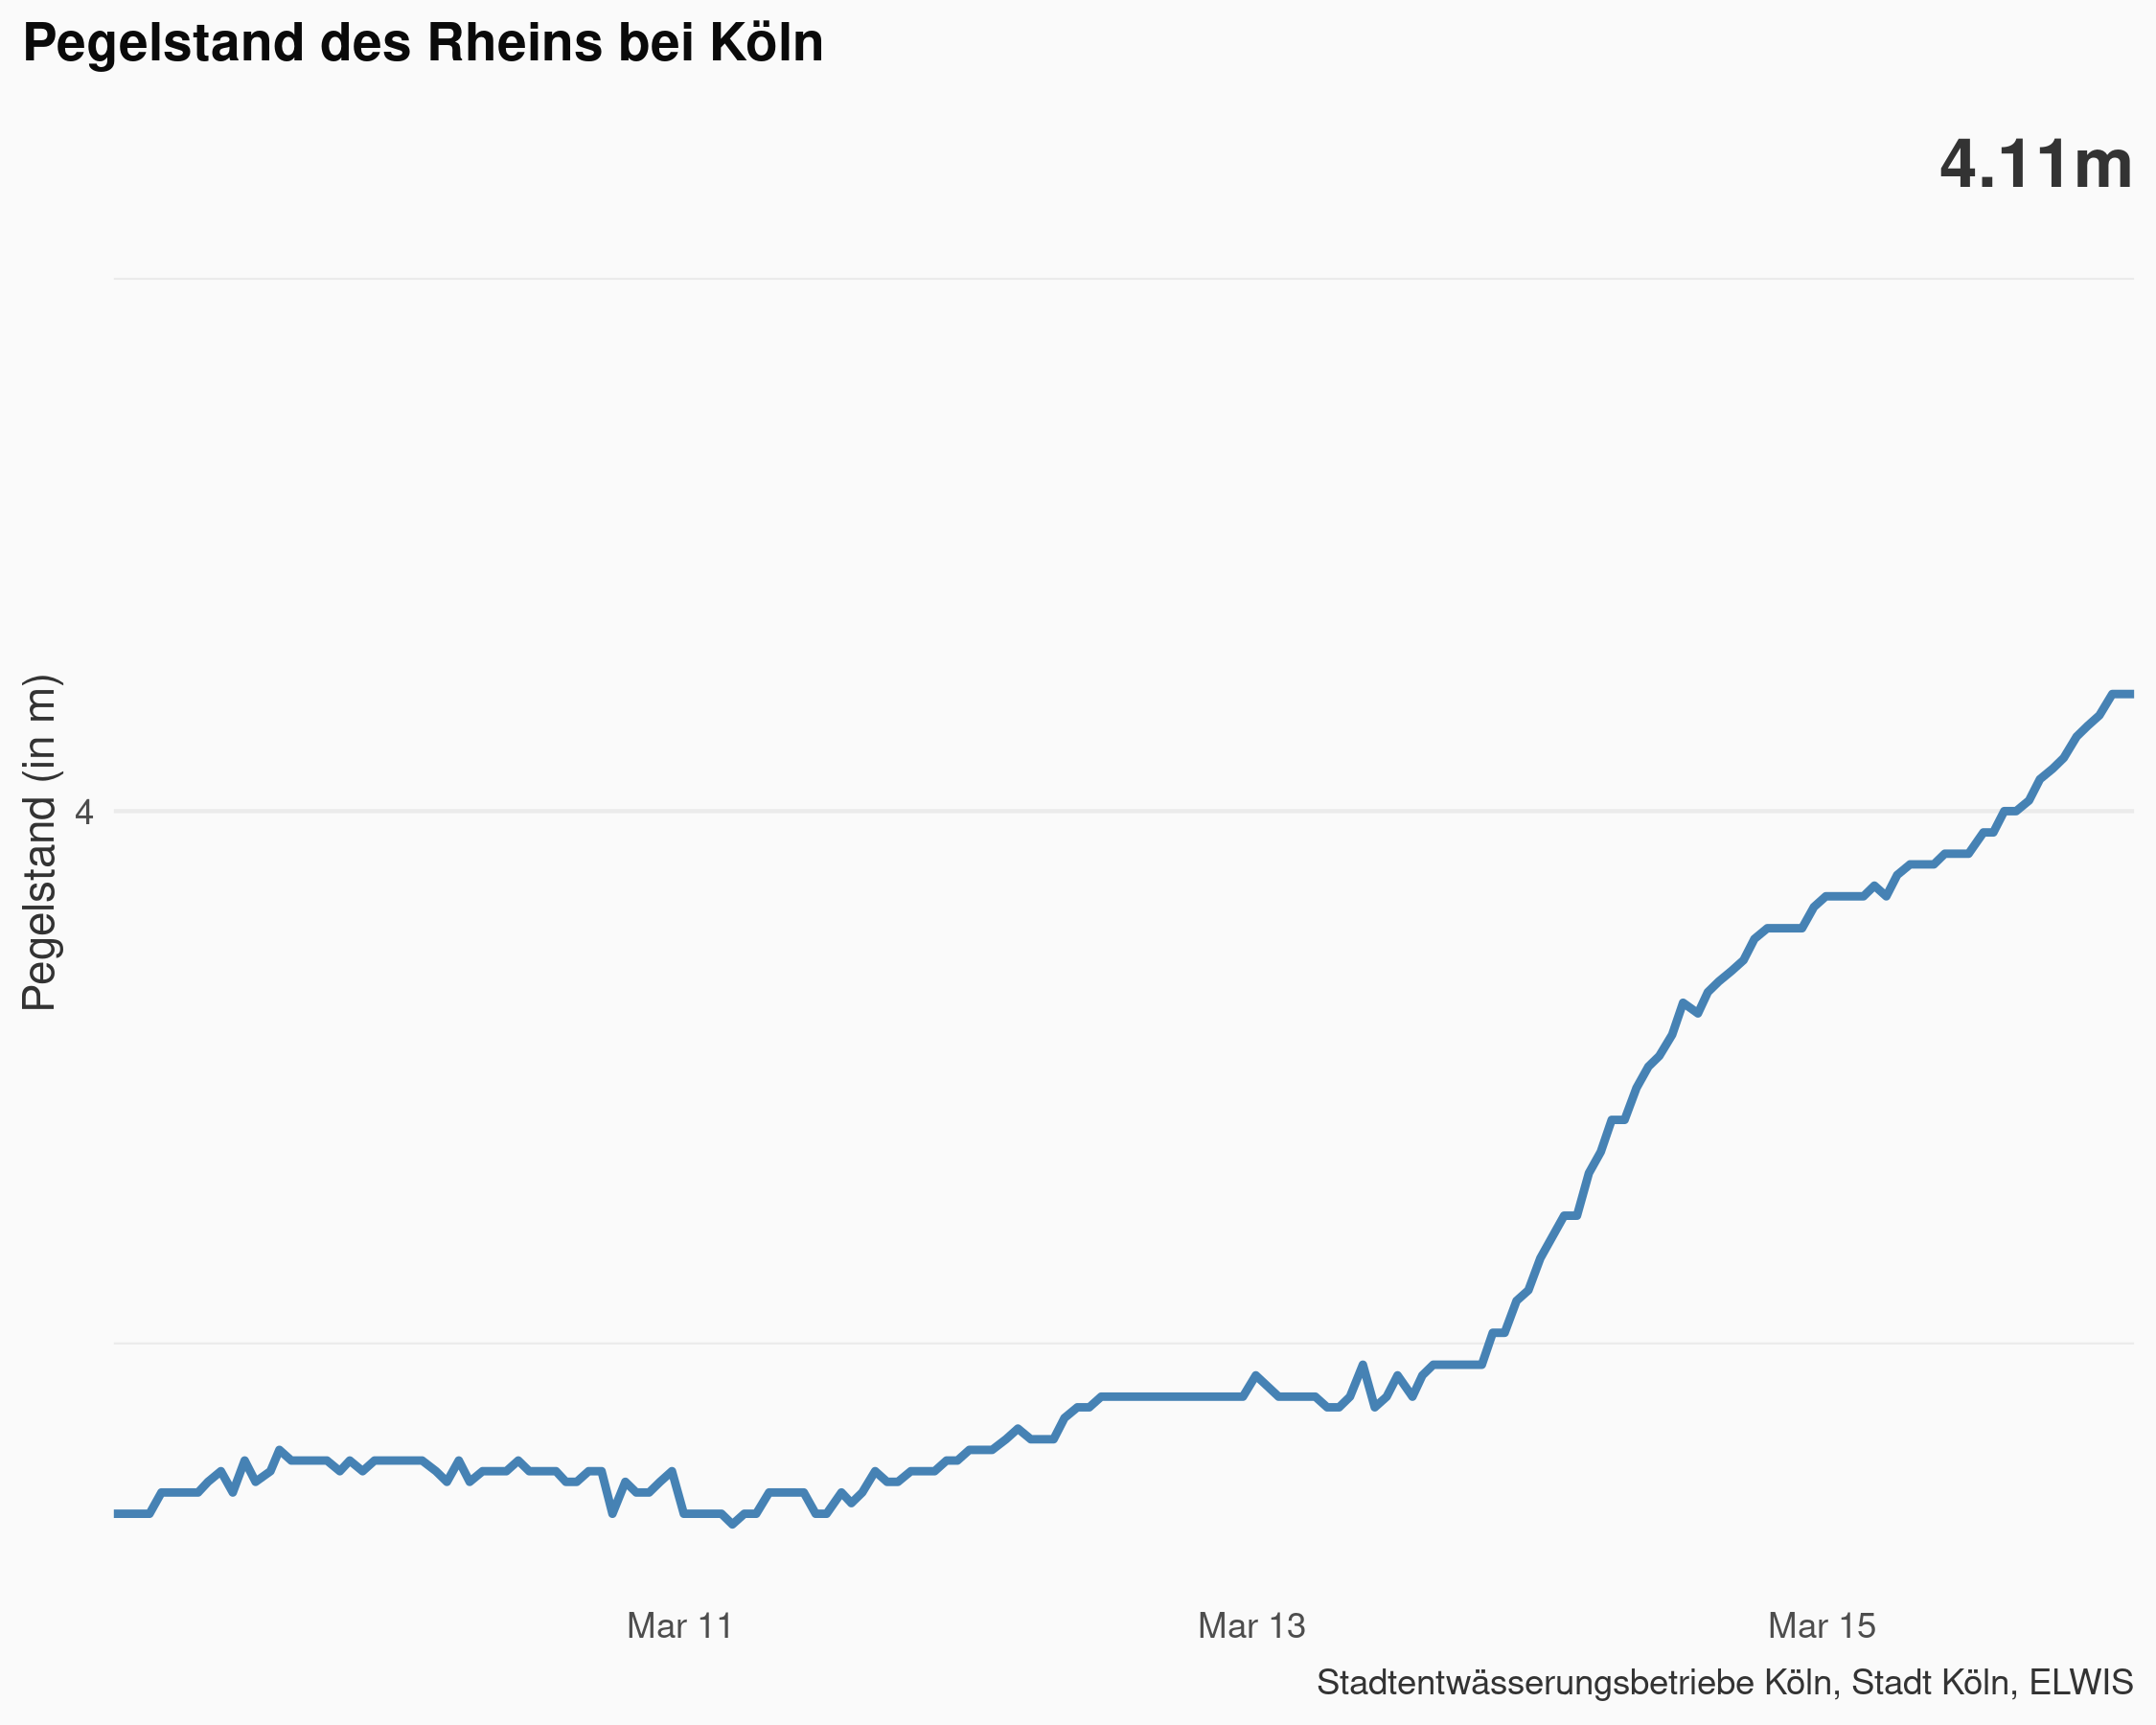 Pegelstand des Rheins bei Köln
4.11m
Pegelstand (in m)
4
Mar 11
Mar 13
Mar 15
Stadtentwässerungsbetriebe Köln, Stadt Köln, ELWIS